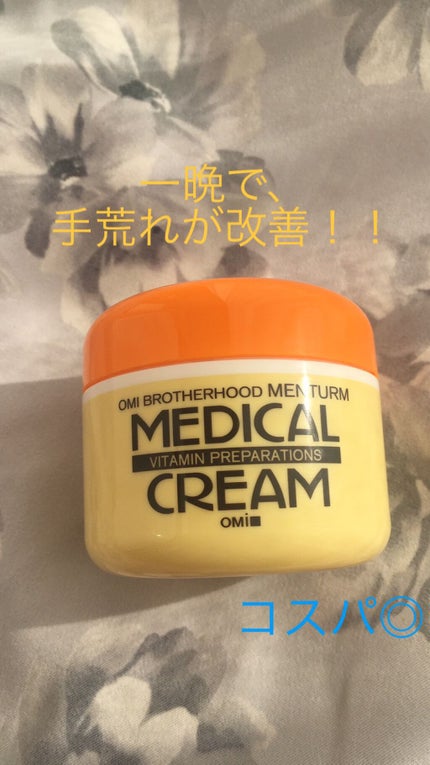 一晩で、
手荒れが改善！！
OMI BROTHERHOOD MENTURM
MEDICAL
VITAMIN PREPARATIONS
CREAM
OMi
コスパ◎